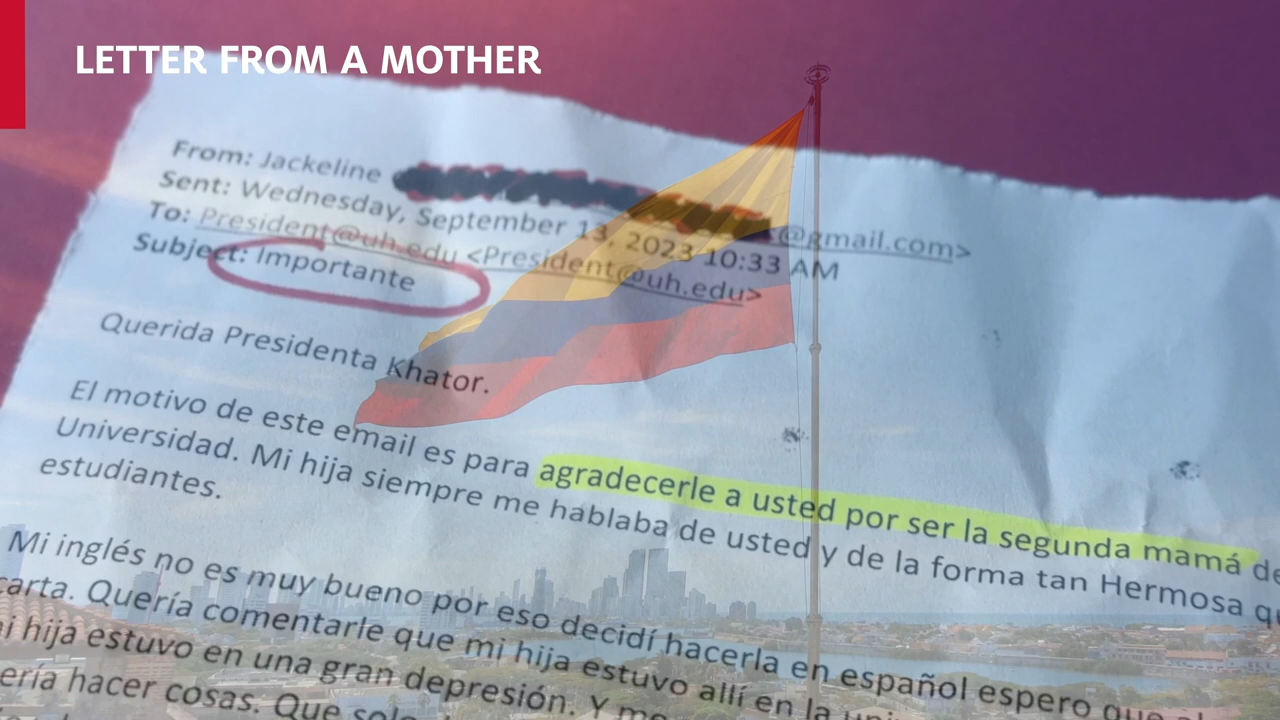 LETTER FROM A MOTHER
From: Jackeline
@gmail.com>
Sent: Wednesday, September 13, 2023 10:33 AM
To: President@uh.edu <President@uh.edu>
Subject: Importante
Querida Presidenta Khator.
El motivo de este email es para agradecerle a usted por ser la segunda mamá de
Universidad. Mi hija siempre me hablaba de usted y de la forma tan Hermosa
estudiantes.
Mi inglés no es muy bueno por eso decidí hacerla en español espero que
carta. Quería comentarle que mi hija estuvo allí en la
hija estuvo en una gran depresión. Y
hacer cosas. Que